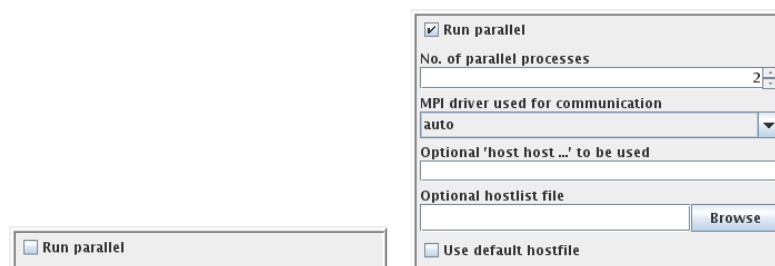 Run parallel
No. of parallel processes
2
MPI driver used for communication
auto
Optional 'host host ...' to be used
Optional hostlist file
Browse
Use default hostfile
Run parallel